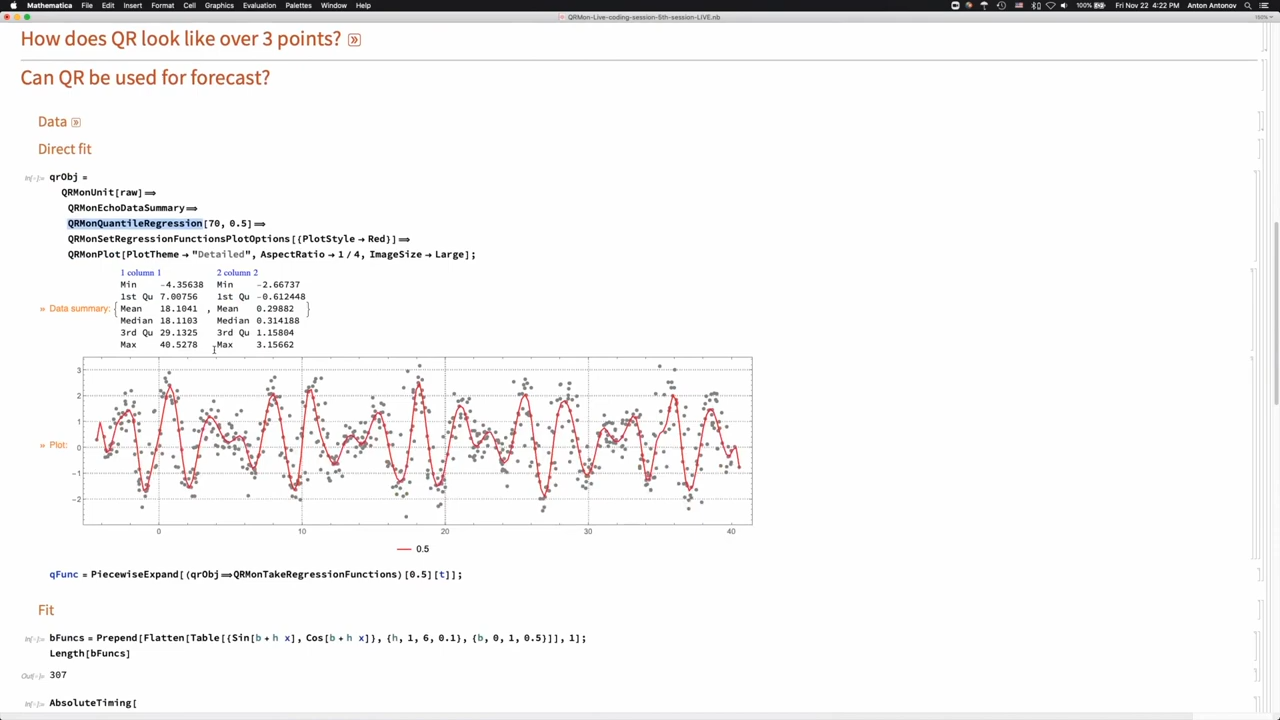 Mathematica File Edit Insert Format Cell Graphics Evaluation Palettes Window Help 100% Fri Nov 22 4:22 PM Anton Antonov
QRMon-Live-coding-session-5th-session-LIVE.nb
How does QR look like over 3 points? »
Can QR be used for forecast?
Data »
Direct fit
In[-]:= qrObj =
QRMonUnit[raw]⟹
QRMonEchoDataSummary⟹
QRMonQuantileRegression[70, 0.5]⟹
QRMonSetRegressionFunctionsPlotOptions[{PlotStyle → Red}]⟹
QRMonPlot[PlotTheme → "Detailed", AspectRatio → 1 / 4, ImageSize → Large];
1 column 1 2 column 2
Min -4.35638 Min -2.66737
1st Qu 7.00756 1st Qu -0.612448
» Data summary: { Mean 18.1041 , Mean 0.29882 }
Median 18.1103 Median 0.314188
3rd Qu 29.1325 3rd Qu 1.15804
Max 40.5278 Max 3.15662
3
2
1
» Plot: 0
-1
-2
0 10 20 30 40
0.5
qFunc = PiecewiseExpand[(qrObj⟹QRMonTakeRegressionFunctions)[0.5][t]];
Fit
In[-]:= bFuncs = Prepend[Flatten[Table[{Sin[b + h x], Cos[b + h x]}, {h, 1, 6, 0.1}, {b, 0, 1, 0.5}]], 1];
Length[bFuncs]
Out[-]= 307
In[-]:= AbsoluteTiming[